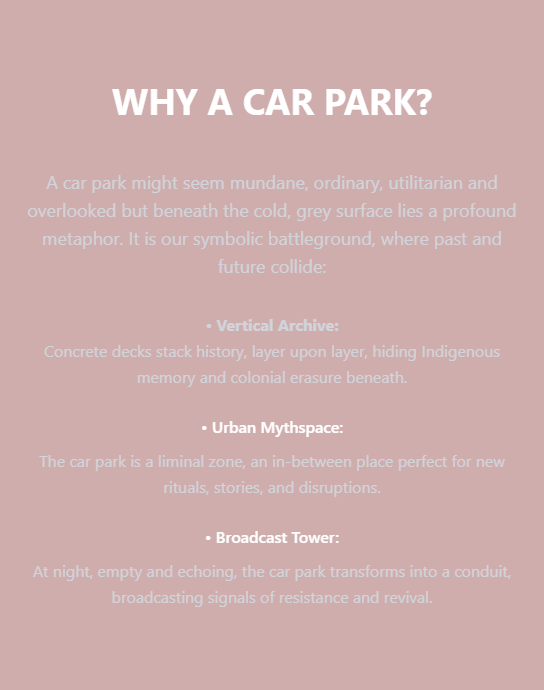 WHY A CAR PARK?
A car park might seem mundane, ordinary, utilitarian and
overlooked but beneath the cold, grey surface lies a profound
metaphor. It is our symbolic battleground, where past and
future collide:
• Vertical Archive:
Concrete decks stack history, layer upon layer, hiding Indigenous
memory and colonial erasure beneath.
• Urban Mythspace:
The car park is a liminal zone, an in-between place perfect for new
rituals, stories, and disruptions.
• Broadcast Tower:
At night, empty and echoing, the car park transforms into a conduit,
broadcasting signals of resistance and revival.